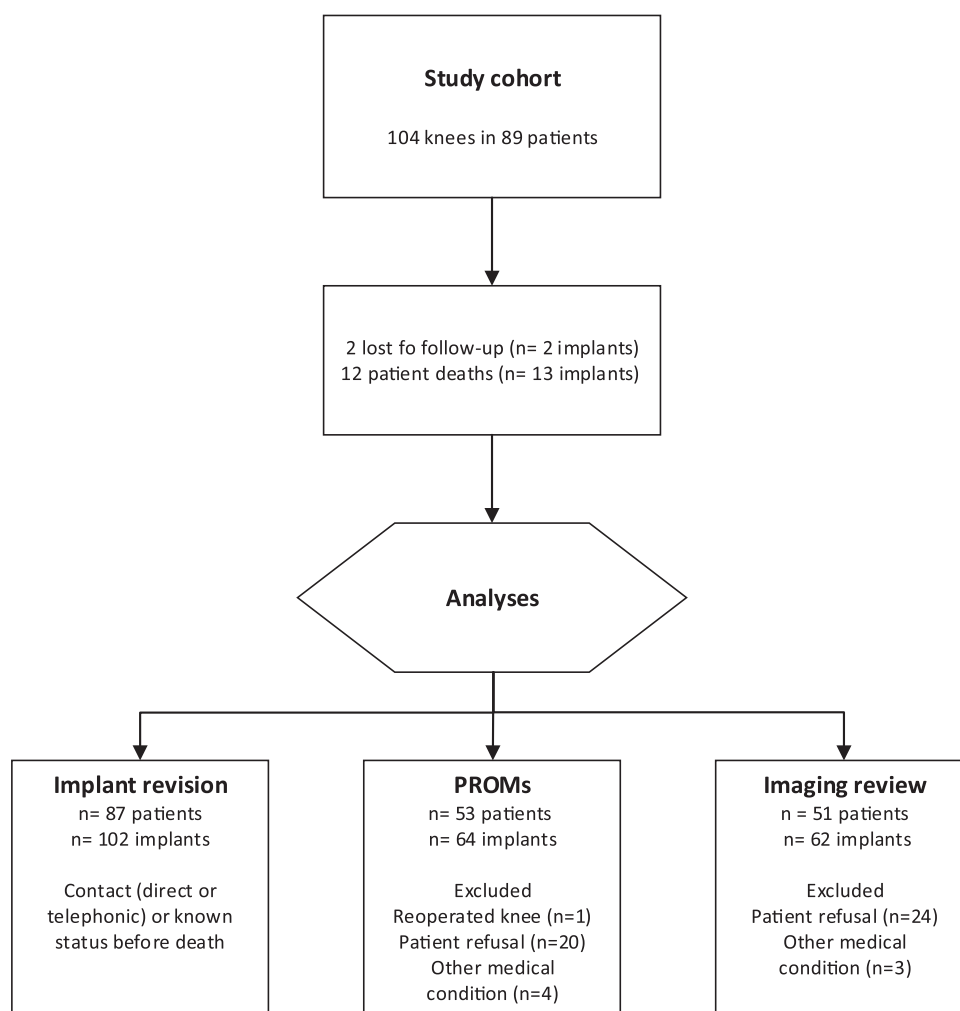 Study cohort
104 knees in 89 patients
2 lost fo follow-up (n= 2 implants)
12 patient deaths (n= 13 implants)
Analyses
Implant revision
n= 87 patients
n= 102 implants
Contact (direct or
telephonic) or known
status before death
PROMs
n= 53 patients
n= 64 implants
Excluded
Reoperated knee (n=1)
Patient refusal (n=20)
Other medical
condition (n=4)
Imaging review
n = 51 patients
n= 62 implants
Excluded
Patient refusal (n=24)
Other medical
condition (n=3)